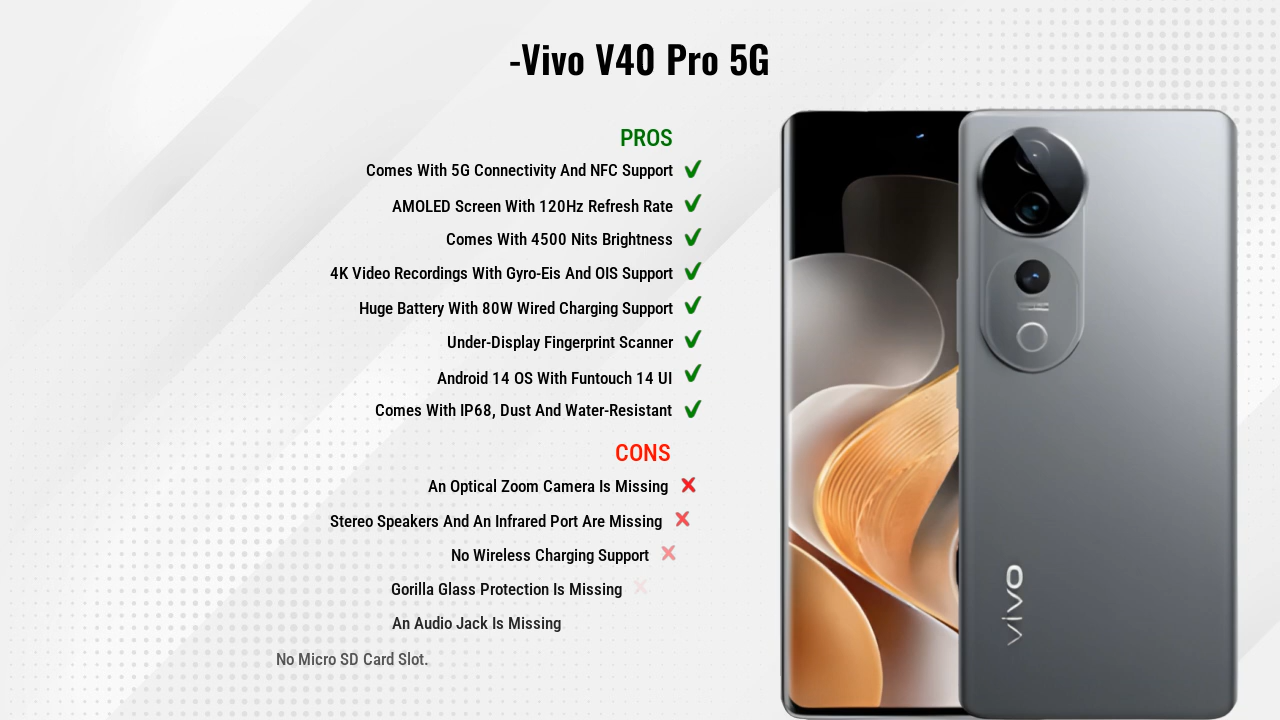 -Vivo V40 Pro 5G
PROS
Comes With 5G Connectivity And NFC Support
AMOLED Screen With 120Hz Refresh Rate
Comes With 4500 Nits Brightness
4K Video Recordings With Gyro-Eis And OIS Support
Huge Battery With 80W Wired Charging Support
Under-Display Fingerprint Scanner
Android 14 OS With Funtouch 14 UI
Comes With IP68, Dust And Water-Resistant
CONS
An Optical Zoom Camera Is Missing
Stereo Speakers And An Infrared Port Are Missing
No Wireless Charging Support
Gorilla Glass Protection Is Missing
An Audio Jack Is Missing
No Micro SD Card Slot.
vivo